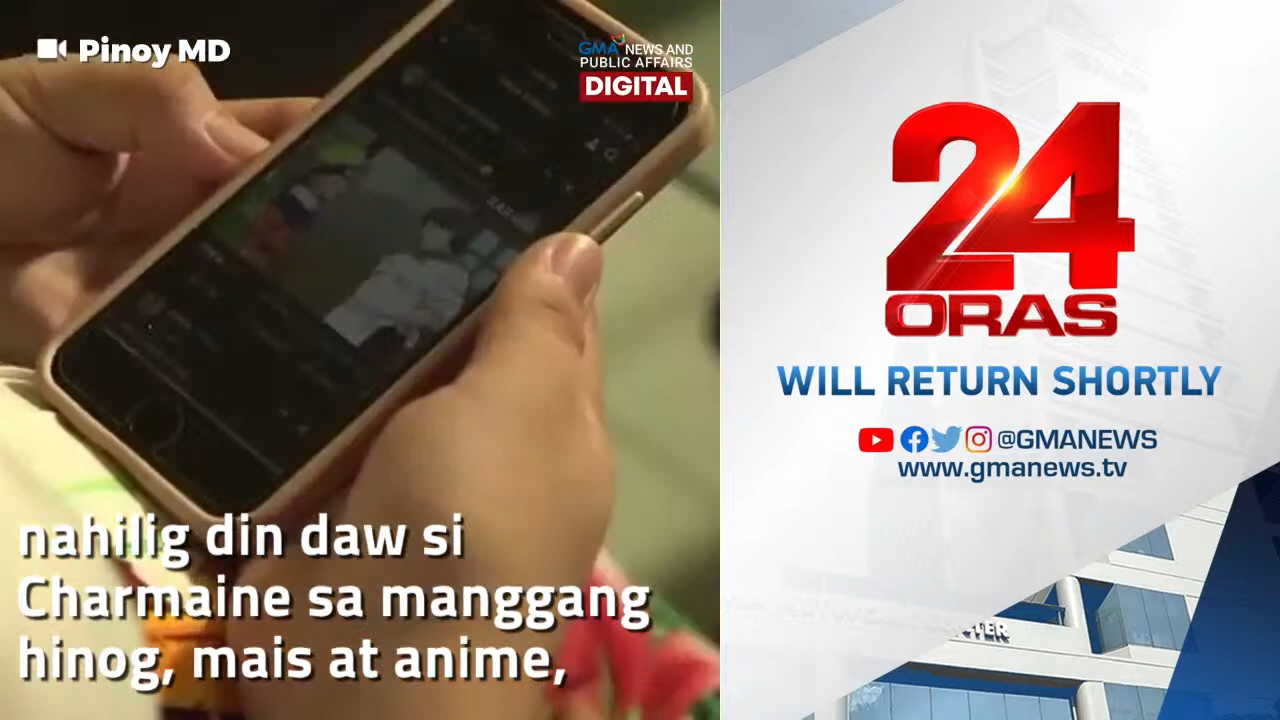 Pinoy MD
GMA NEWS AND
PUBLIC AFFAIRS
DIGITAL
nahilig din daw si
Charmaine sa manggang
hinog, mais at anime,
24
ORAS
WILL RETURN SHORTLY
@GMANEWS
www.gmanews.tv